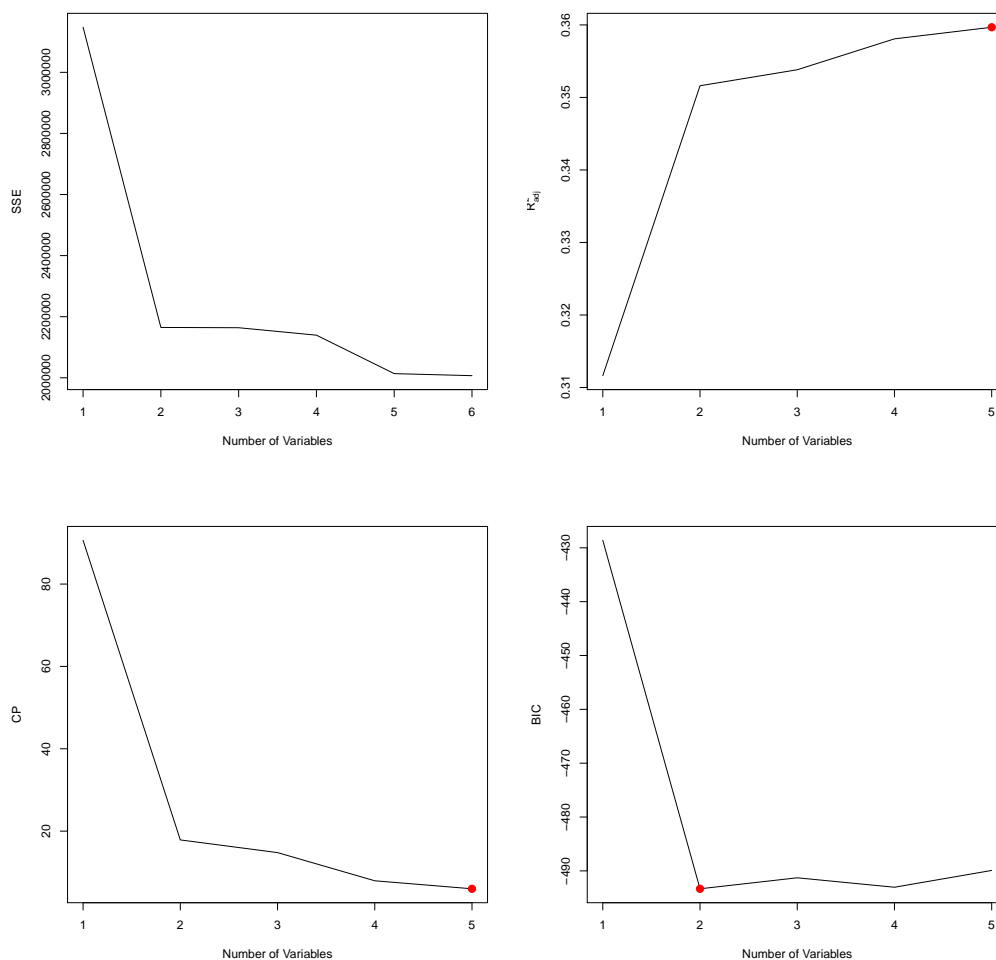 SSE
3000000
2800000
2600000
2400000
2200000
2000000
1 2 3 4 5 6
Number of Variables
R²adj
0.36
0.35
0.34
0.33
0.32
0.31
1 2 3 4 5
Number of Variables
CP
80
60
40
20
1 2 3 4 5
Number of Variables
BIC
−430
−440
−450
−460
−470
−480
−490
1 2 3 4 5
Number of Variables